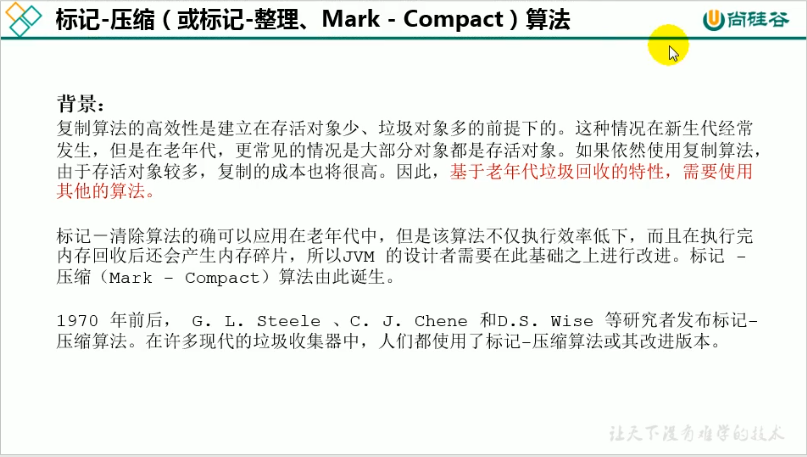 标记-压缩（或标记-整理、Mark - Compact）算法
尚硅谷
背景：
复制算法的高效性是建立在存活对象少、垃圾对象多的前提下的。这种情况在新生代经常
发生，但是在老年代，更常见的情况是大部分对象都是存活对象。如果依然使用复制算法，
由于存活对象较多，复制的成本也将很高。因此，基于老年代垃圾回收的特性，需要使用
其他的算法。
标记－清除算法的确可以应用在老年代中，但是该算法不仅执行效率低下，而且在执行完
内存回收后还会产生内存碎片，所以JVM 的设计者需要在此基础之上进行改进。标记 -
压缩（Mark - Compact）算法由此诞生。
1970 年前后， G. L. Steele 、C. J. Chene 和D.S. Wise 等研究者发布标记-
压缩算法。在许多现代的垃圾收集器中，人们都使用了标记-压缩算法或其改进版本。
让天下没有难学的技术